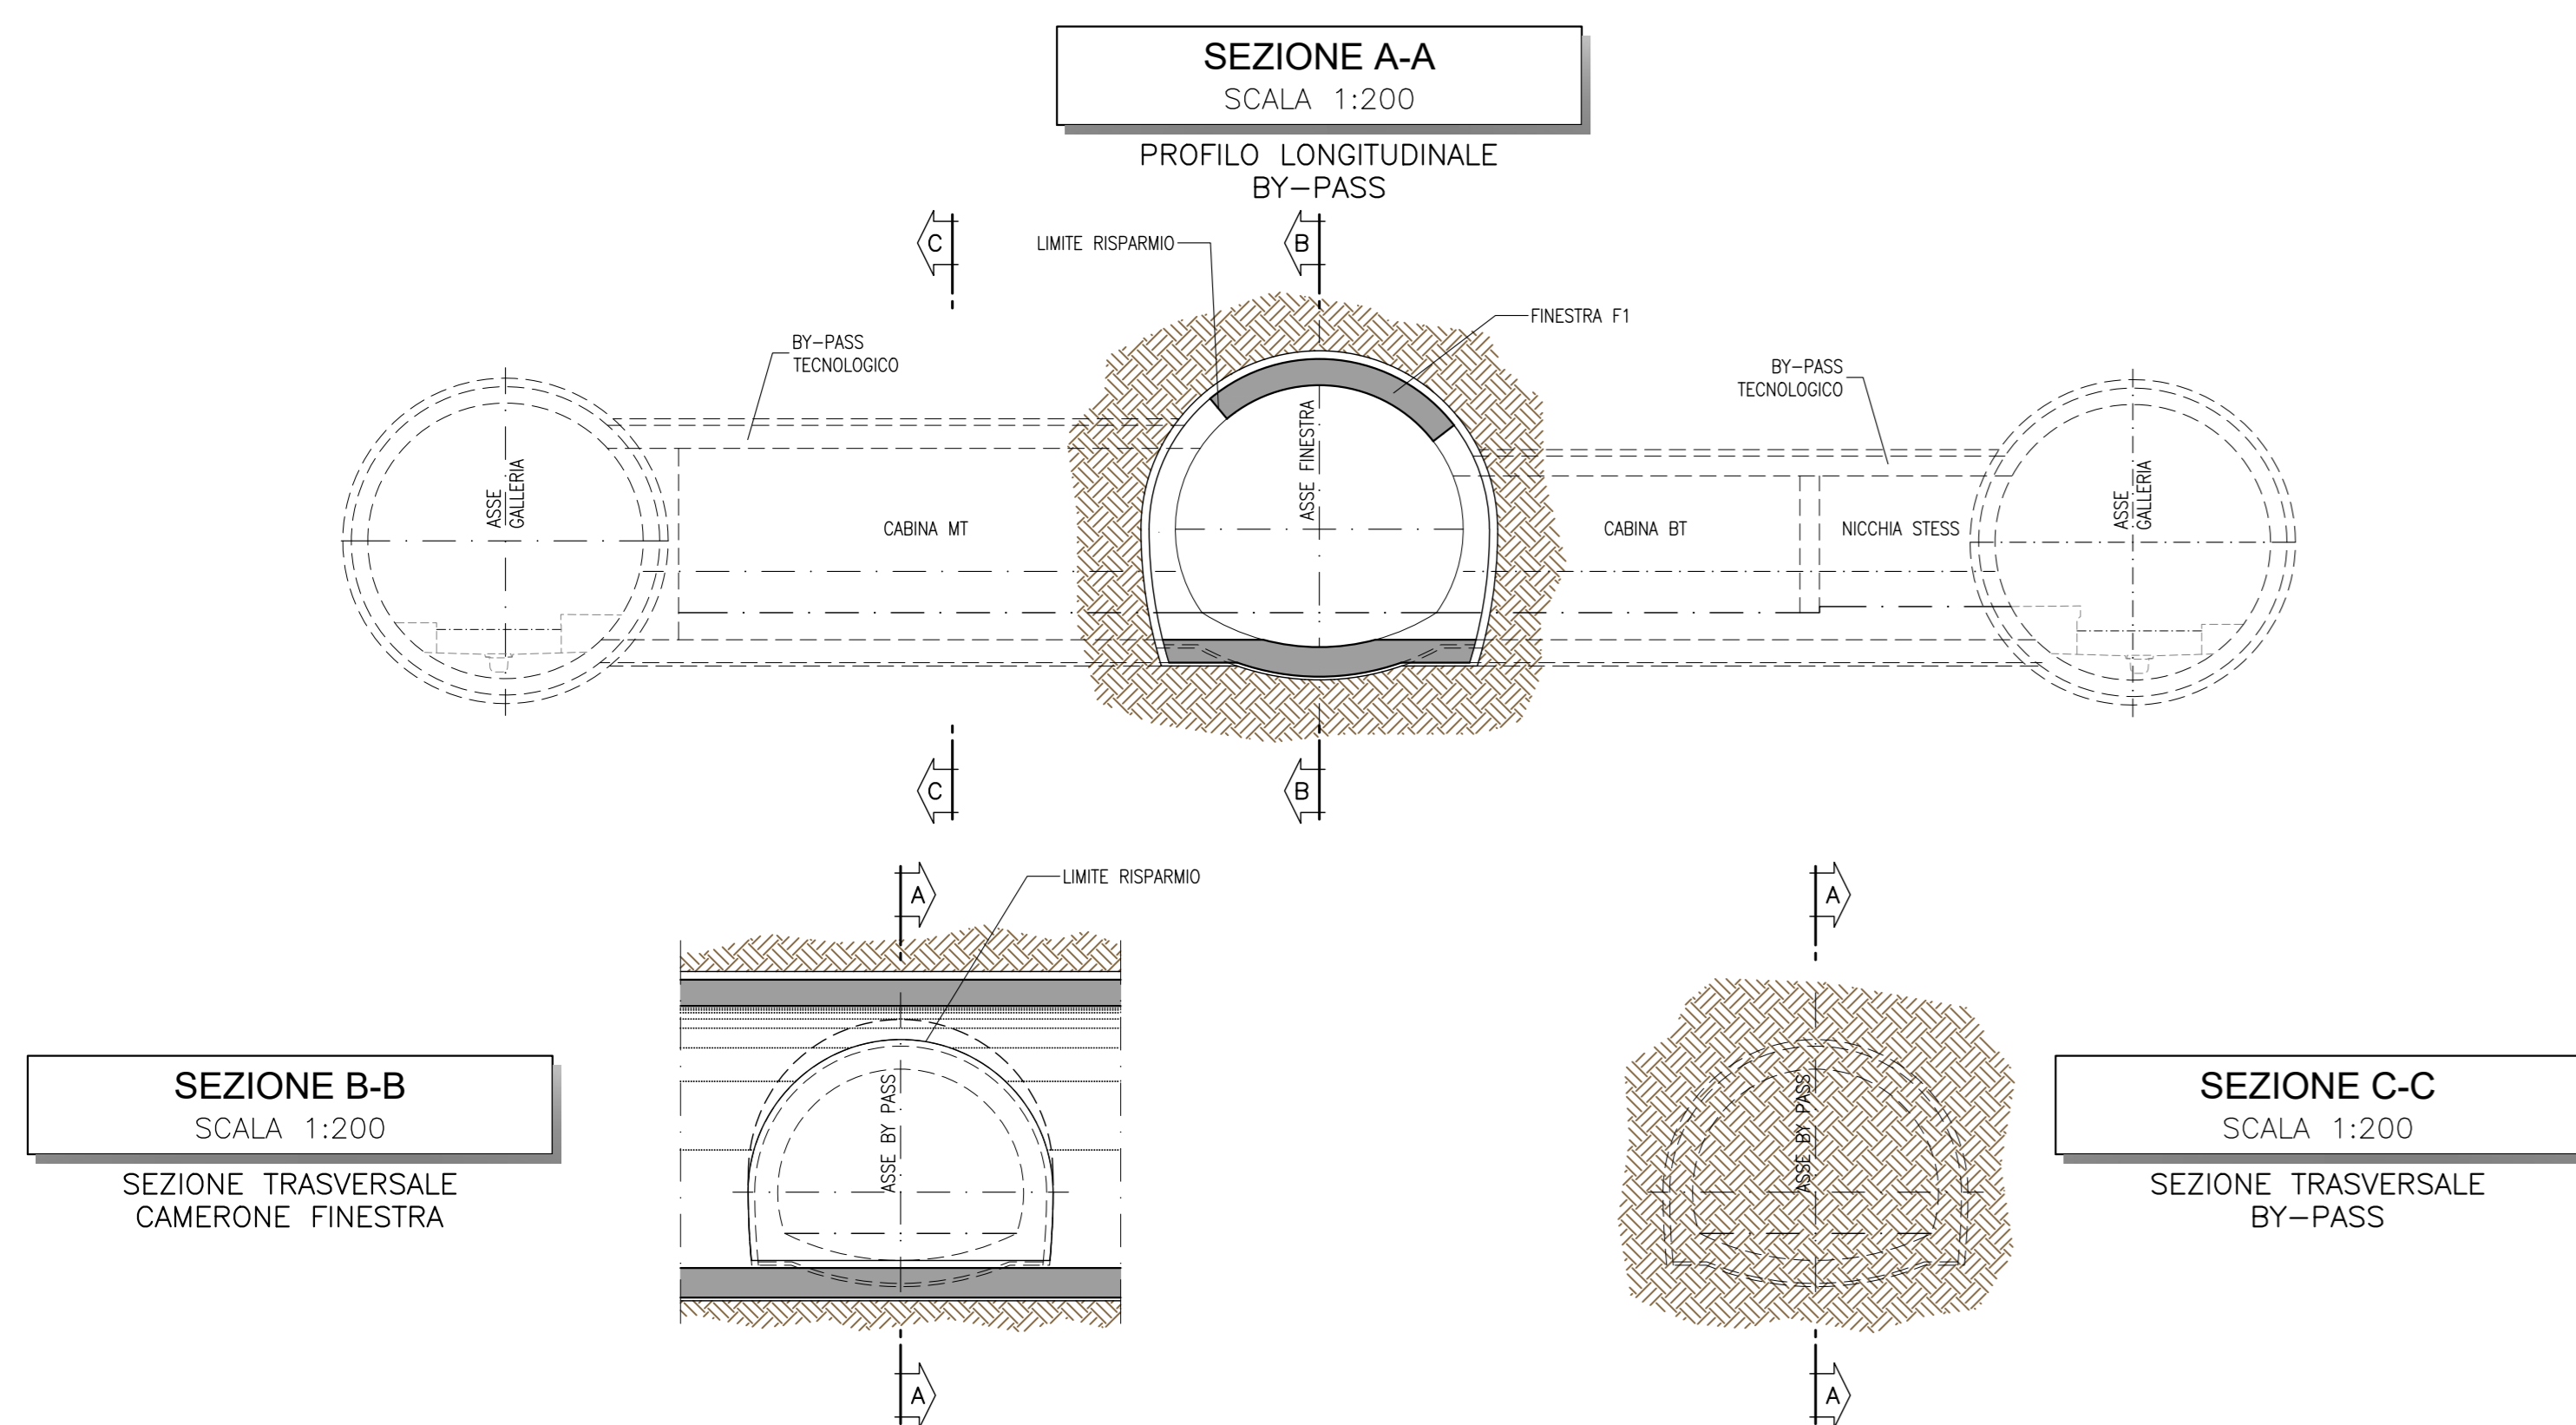 SEZIONE A-A
SCALA 1:200
PROFILO LONGITUDINALE
BY-PASS
C
B
LIMITE RISPARMIO
FINESTRA F1
BY-PASS
TECNOLOGICO
BY-PASS
TECNOLOGICO
ASSE
GALLERIA
ASSE FINESTRA
ASSE
GALLERIA
CABINA MT
CABINA BT
NICCHIA STESS
C
B
A
LIMITE RISPARMIO
A
SEZIONE B-B
SCALA 1:200
SEZIONE TRASVERSALE
CAMERONE FINESTRA
ASSE BY PASS
ASSE BY PASS
SEZIONE C-C
SCALA 1:200
SEZIONE TRASVERSALE
BY-PASS
A
A